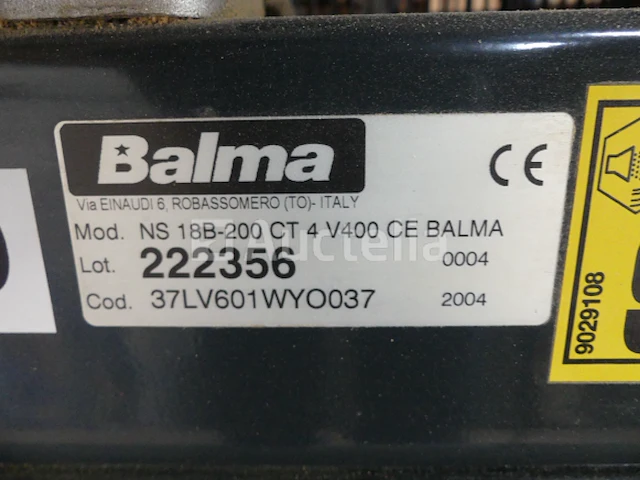 Balma
Via EINAUDI 6, ROBASSOMERO (TO)- ITALY
Mod. NS 18B-200 CT 4 V400 CE BALMA
Lot. 222356 0004
Cod. 37LV601WYO037 2004
CE
9029108
Auctelia